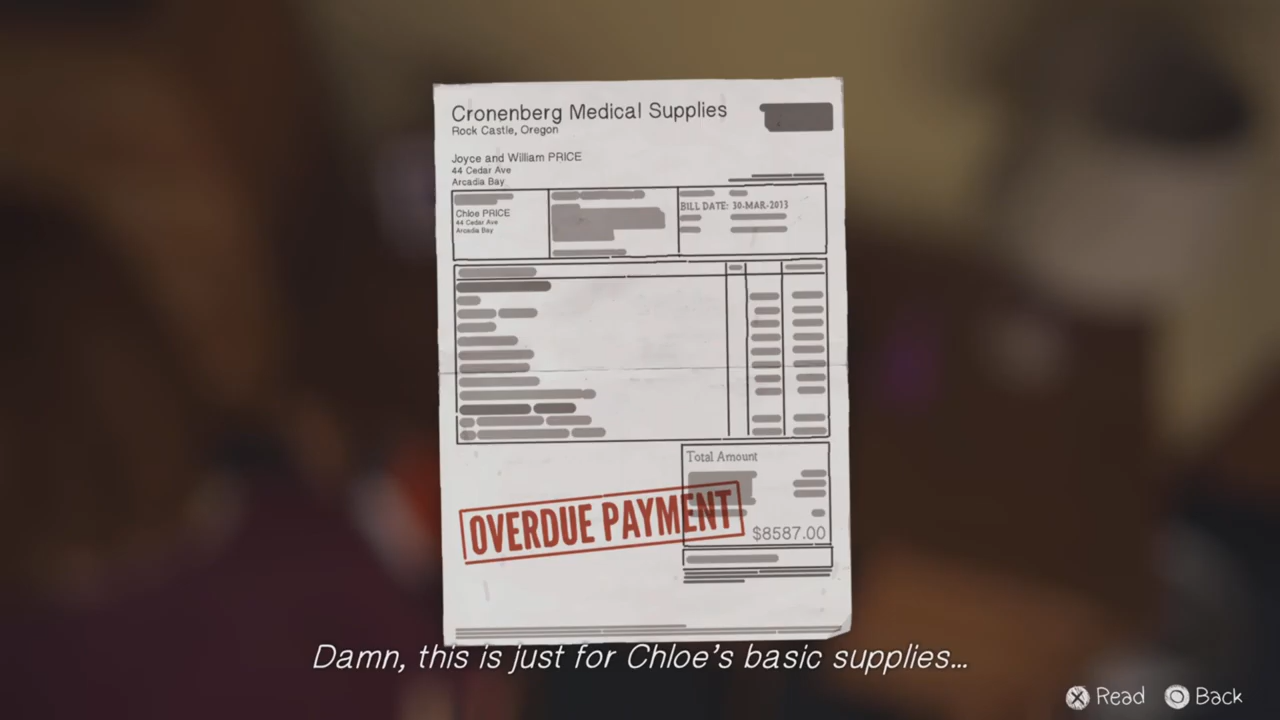 Cronenberg Medical Supplies
Rock Castle, Oregon
Joyce and William PRICE
44 Cedar Ave
Arcadia Bay
Chloe PRICE
44 Cedar Ave
Arcadia Bay
BILL DATE: 30-MAR-2013
Total Amount
OVERDUE PAYMENT
$8587.00
Damn, this is just for Chloe's basic supplies...
Read
Back